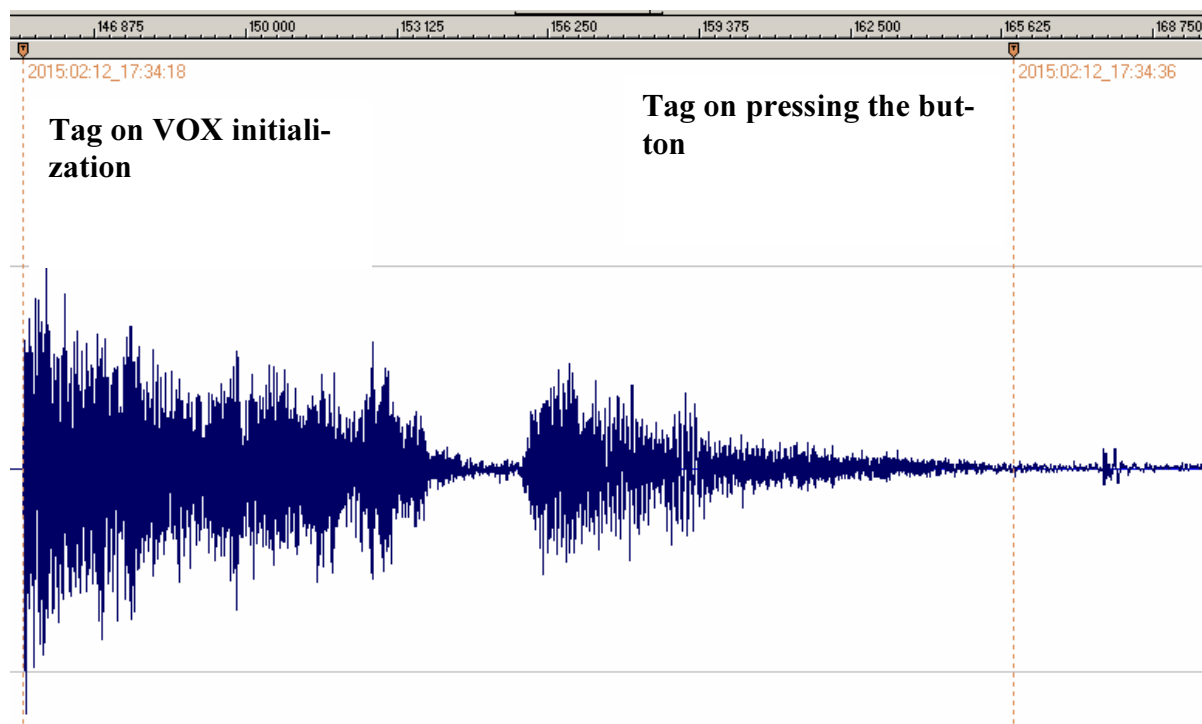 146 875 150 000 153 125 156 250 159 375 162 500 165 625 168 750
2015:02:12_17:34:18 2015:02:12_17:34:36
Tag on VOX initiali-
zation
Tag on pressing the but-
ton